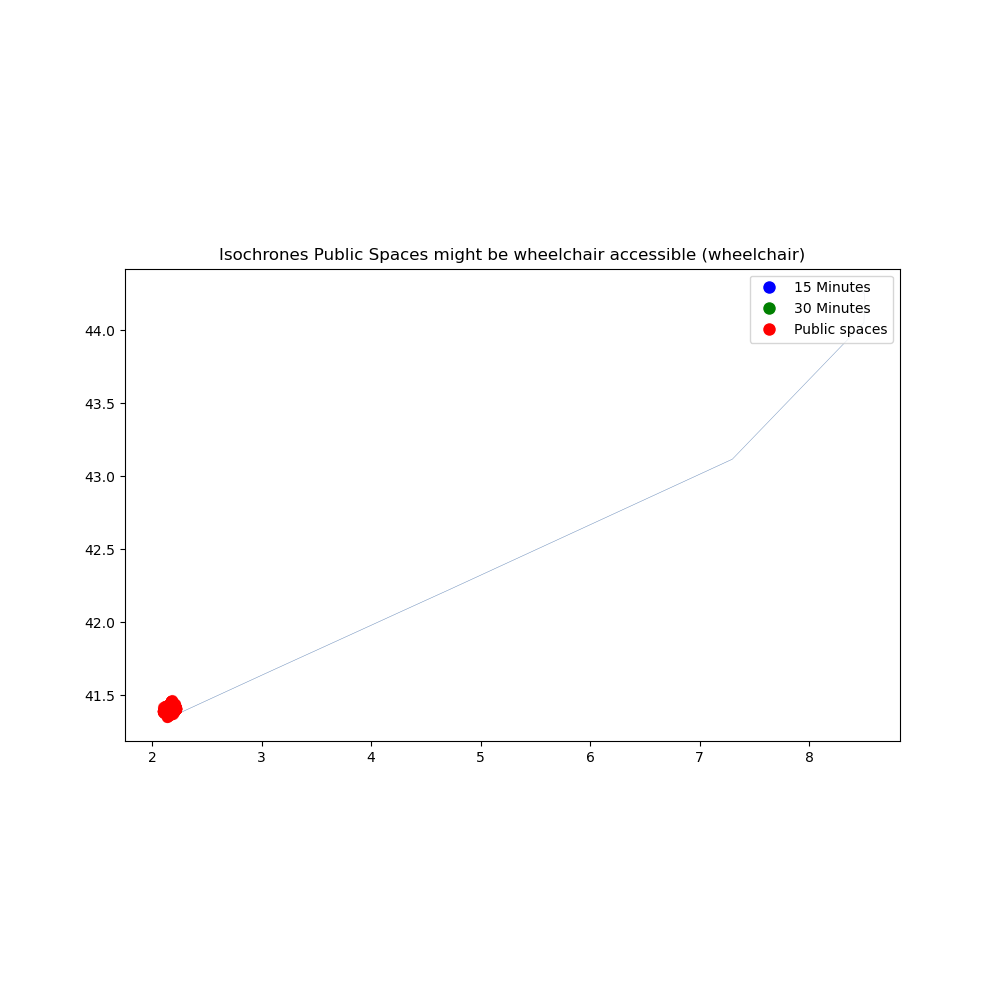 Isochrones Public Spaces might be wheelchair accessible (wheelchair)
15 Minutes
30 Minutes
Public spaces
44.0
43.5
43.0
42.5
42.0
41.5
2 3 4 5 6 7 8